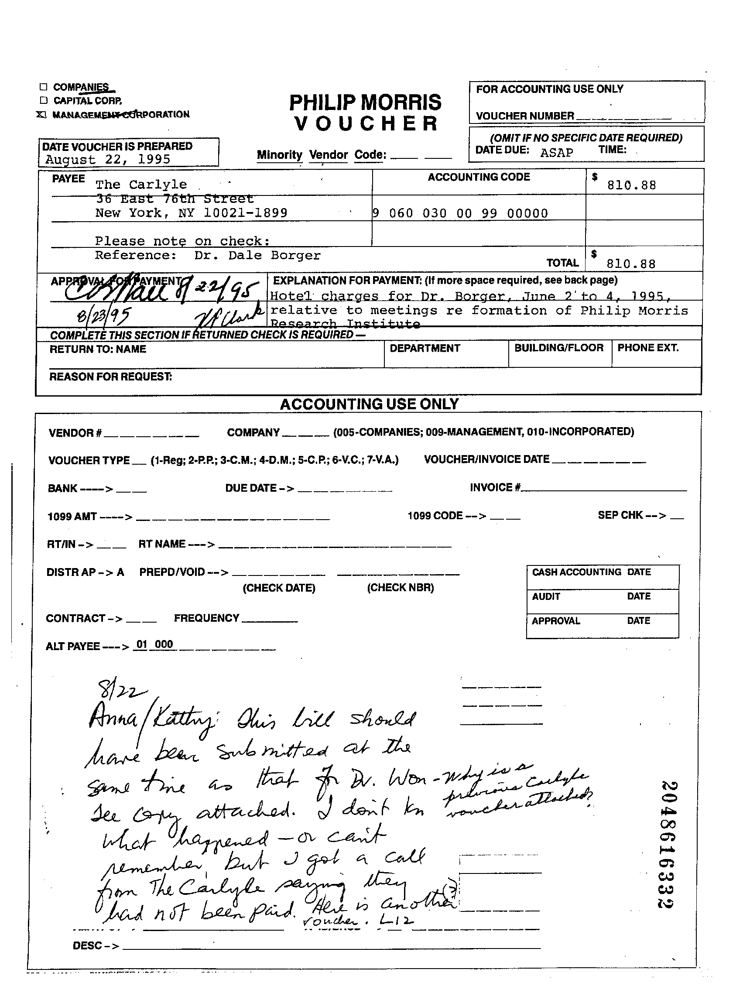 ☐ COMPANIES
☐ CAPITAL CORP.
☒ MANAGEMENT CORPORATION
PHILIP MORRIS
VOUCHER
FOR ACCOUNTING USE ONLY
VOUCHER NUMBER
(OMIT IF NO SPECIFIC DATE REQUIRED)
DATE DUE: ASAP TIME:
DATE VOUCHER IS PREPARED
August 22, 1995
Minority Vendor Code:
PAYEE The Carlyle
36 East 76th Street
New York, NY 10021-1899
Please note on check:
Reference: Dr. Dale Borger
ACCOUNTING CODE
9 060 030 00 99 00000
$ 810.88
TOTAL $ 810.88
APPROVAL FOR PAYMENT
8/22/95
8/23/95
EXPLANATION FOR PAYMENT: (If more space required, see back page)
Hotel charges for Dr. Borger, June 2 to 4, 1995,
relative to meetings re formation of Philip Morris
Research Institute
COMPLETE THIS SECTION IF RETURNED CHECK IS REQUIRED —
RETURN TO: NAME DEPARTMENT BUILDING/FLOOR PHONE EXT.
REASON FOR REQUEST:
ACCOUNTING USE ONLY
VENDOR # COMPANY (005-COMPANIES; 009-MANAGEMENT, 010-INCORPORATED)
VOUCHER TYPE (1-Reg; 2-P.P.; 3-C.M.; 4-D.M.; 5-C.P.; 6-V.C.; 7-V.A.) VOUCHER/INVOICE DATE
BANK ----> DUE DATE -> INVOICE #
1099 AMT ----> 1099 CODE --> SEP CHK -->
RT/IN -> RT NAME --->
DISTR AP -> A PREPD/VOID -->
(CHECK DATE) (CHECK NBR)
CASH ACCOUNTING DATE
AUDIT DATE
APPROVAL DATE
CONTRACT -> FREQUENCY
ALT PAYEE ---> 01 000
8/22
Anna/Kathy: This bill should
have been submitted at the
same time as that for Dr. Won - Why is a
previous Carlyle
voucher attached?
See copy attached. I don't kn
what happened - or can't
remember, but I got a call
from The Carlyle saying they
had not been paid. Here is another (?)
voucher.
DESC ->
2048616332